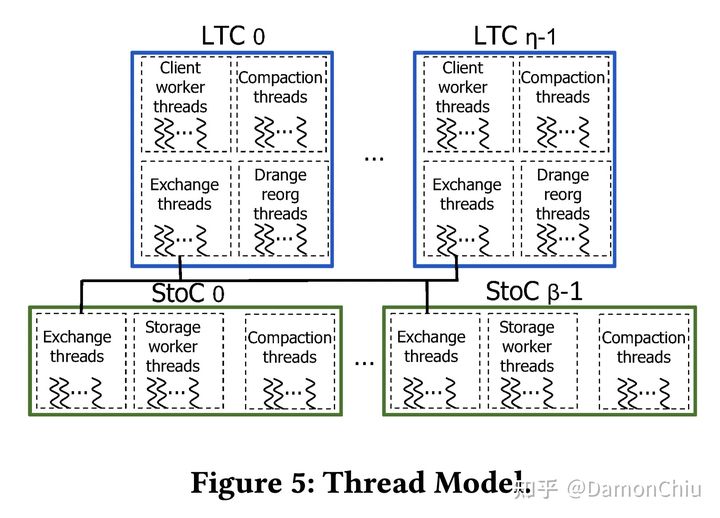 LTC 0
Client
worker
threads
...
Compaction
threads
...
Exchange
threads
...
Drange
reorg
threads
...
...
LTC η-1
Client
worker
threads
...
Compaction
threads
...
Exchange
threads
...
Drange
reorg
threads
...
StoC 0
Exchange
threads
...
Storage
worker
threads
...
Compaction
threads
...
...
StoC β-1
Exchange
threads
...
Storage
worker
threads
...
Compaction
threads
...
Figure 5: Thread Model.
知乎 @DamonChiu